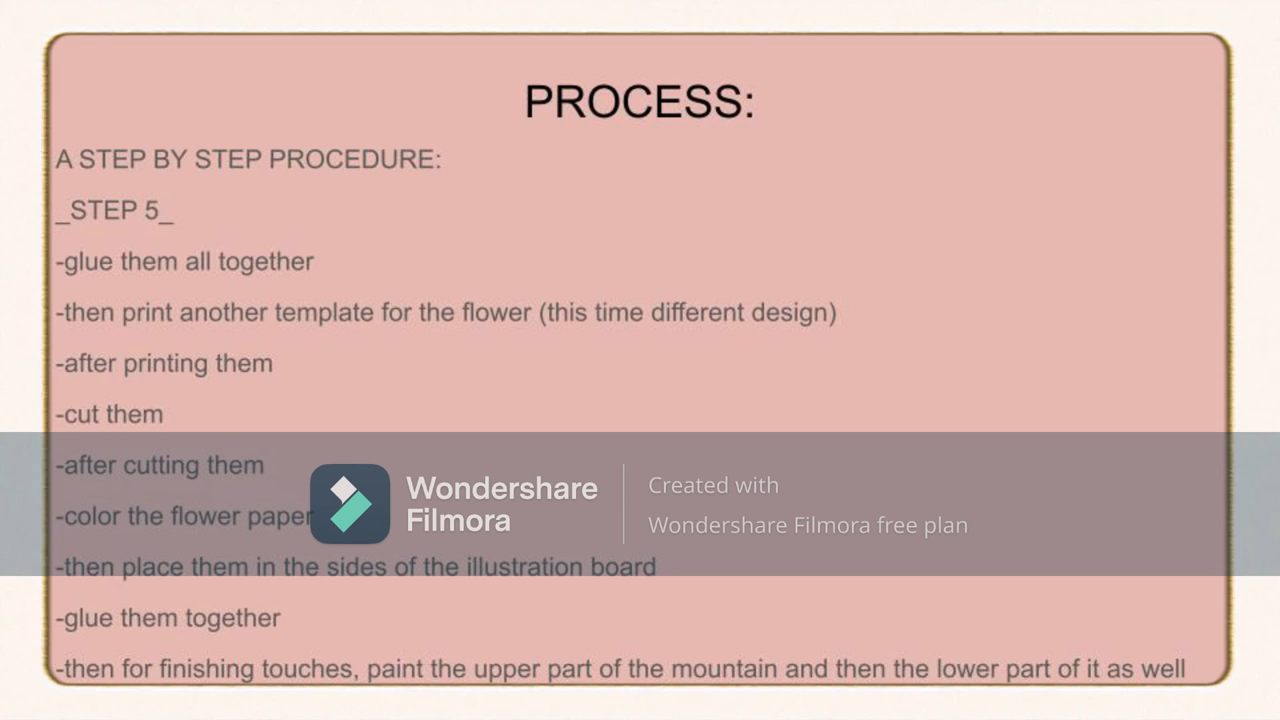 PROCESS:
A STEP BY STEP PROCEDURE:
_STEP 5_
-glue them all together
-then print another template for the flower (this time different design)
-after printing them
-cut them
-after cutting them
-color the flower paper
-then place them in the sides of the illustration board
-glue them together
-then for finishing touches, paint the upper part of the mountain and then the lower part of it as well
Wondershare
Filmora
Created with
Wondershare Filmora free plan